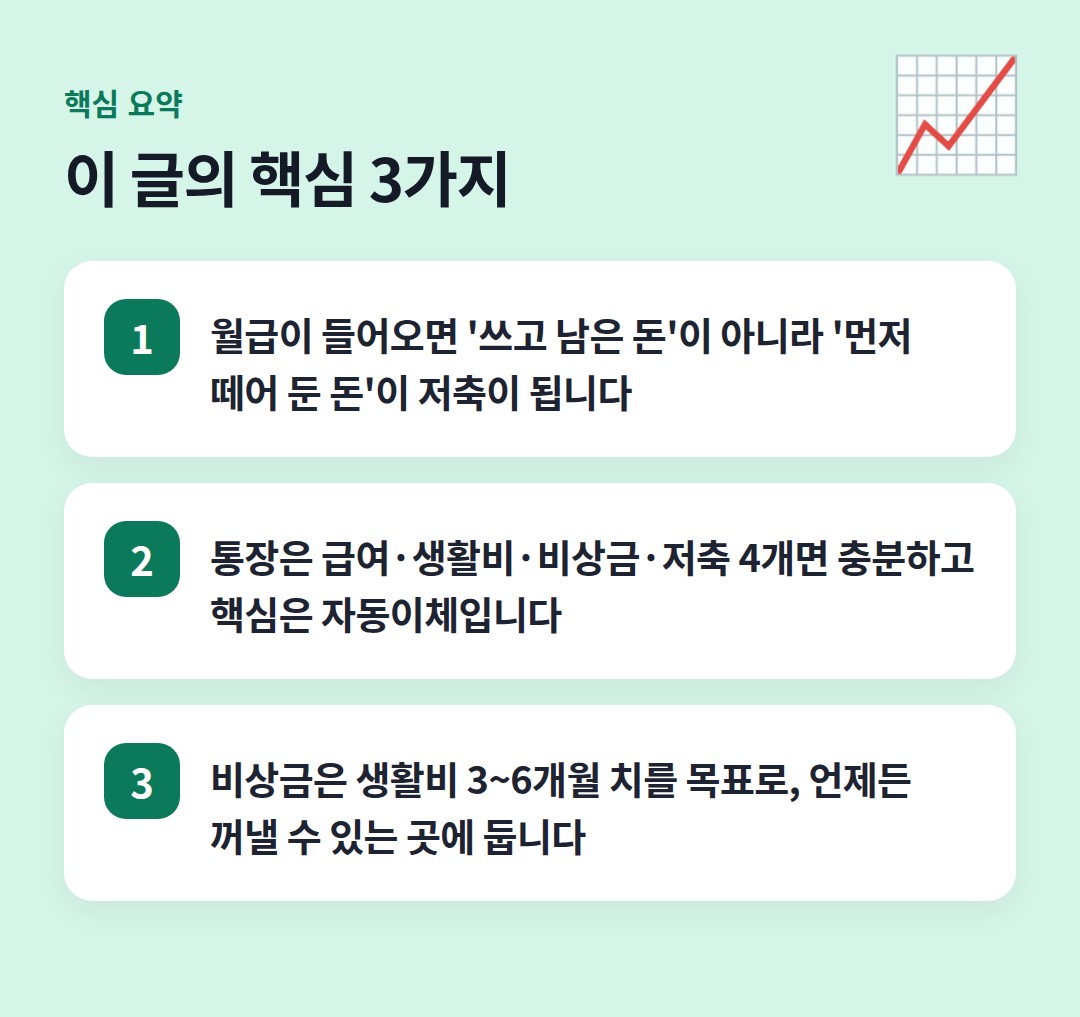 핵심 요약
이 글의 핵심 3가지
1
월급이 들어오면 '쓰고 남은 돈'이 아니라 '먼저
떼어 둔 돈'이 저축이 됩니다
2
통장은 급여·생활비·비상금·저축 4개면 충분하고
핵심은 자동이체입니다
3
비상금은 생활비 3~6개월 치를 목표로, 언제든
꺼낼 수 있는 곳에 둡니다